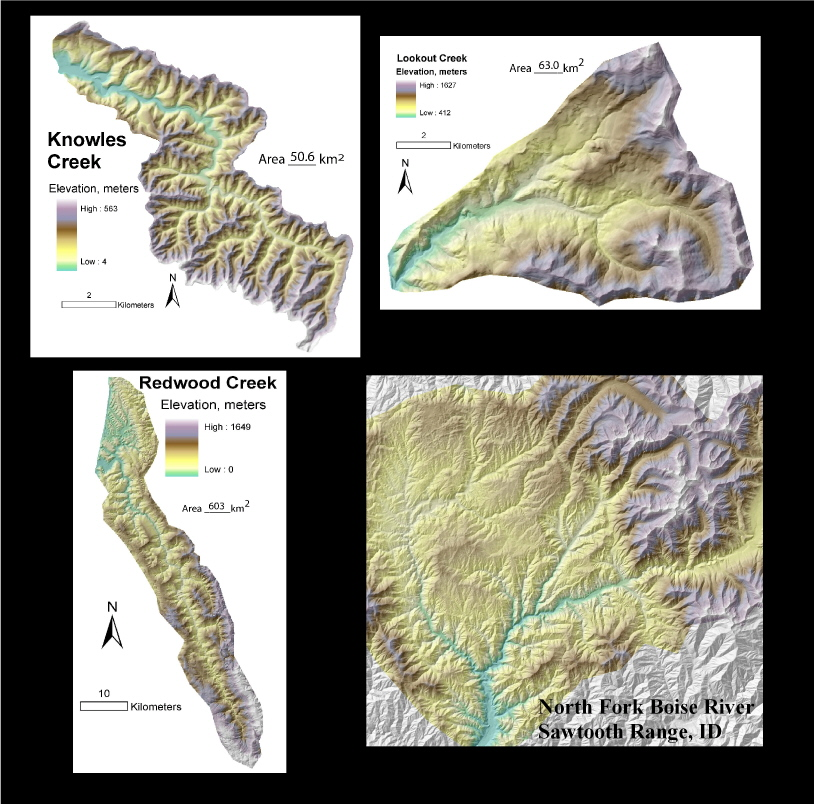 Knowles
Creek
Area 50.6 km2
Elevation, meters
High : 563
Low : 4
N
2
Kilometers
Lookout Creek
Elevation, meters
High : 1627
Low : 412
Area 63.0 km2
2
Kilometers
N
Redwood Creek
Elevation, meters
High : 1649
Low : 0
Area 603 km2
N
10
Kilometers
North Fork Boise River
Sawtooth Range, ID